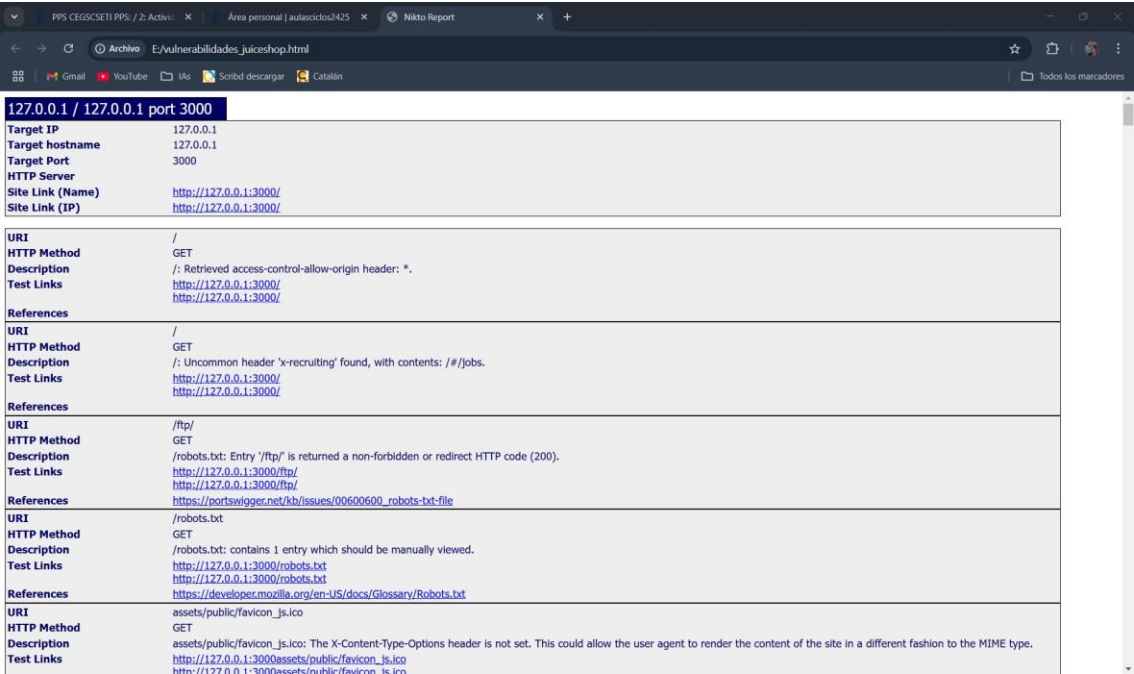 PPS CEGSCSETI PPS: / 2: Activid
Área personal | aulasciclos2425
Nikto Report
Archivo E:/vulnerabilidades_juiceshop.html
Gmail YouTube IAs Scribd descargar Catalán Todos los marcadores
127.0.0.1 / 127.0.0.1 port 3000
Target IP 127.0.0.1
Target hostname 127.0.0.1
Target Port 3000
HTTP Server
Site Link (Name) http://127.0.0.1:3000/
Site Link (IP) http://127.0.0.1:3000/
URI /
HTTP Method GET
Description /: Retrieved access-control-allow-origin header: *.
Test Links http://127.0.0.1:3000/
http://127.0.0.1:3000/
References
URI /
HTTP Method GET
Description /: Uncommon header 'x-recruiting' found, with contents: /#/jobs.
Test Links http://127.0.0.1:3000/
http://127.0.0.1:3000/
References
URI /ftp/
HTTP Method GET
Description /robots.txt: Entry '/ftp/' is returned a non-forbidden or redirect HTTP code (200).
Test Links http://127.0.0.1:3000/ftp/
http://127.0.0.1:3000/ftp/
References https://portswigger.net/kb/issues/00600600_robots-txt-file
URI /robots.txt
HTTP Method GET
Description /robots.txt: contains 1 entry which should be manually viewed.
Test Links http://127.0.0.1:3000/robots.txt
http://127.0.0.1:3000/robots.txt
References https://developer.mozilla.org/en-US/docs/Glossary/Robots.txt
URI assets/public/favicon_js.ico
HTTP Method GET
Description assets/public/favicon_js.ico: The X-Content-Type-Options header is not set. This could allow the user agent to render the content of the site in a different fashion to the MIME type.
Test Links http://127.0.0.1:3000assets/public/favicon_js.ico
http://127.0.0.1:3000assets/public/favicon_js.ico